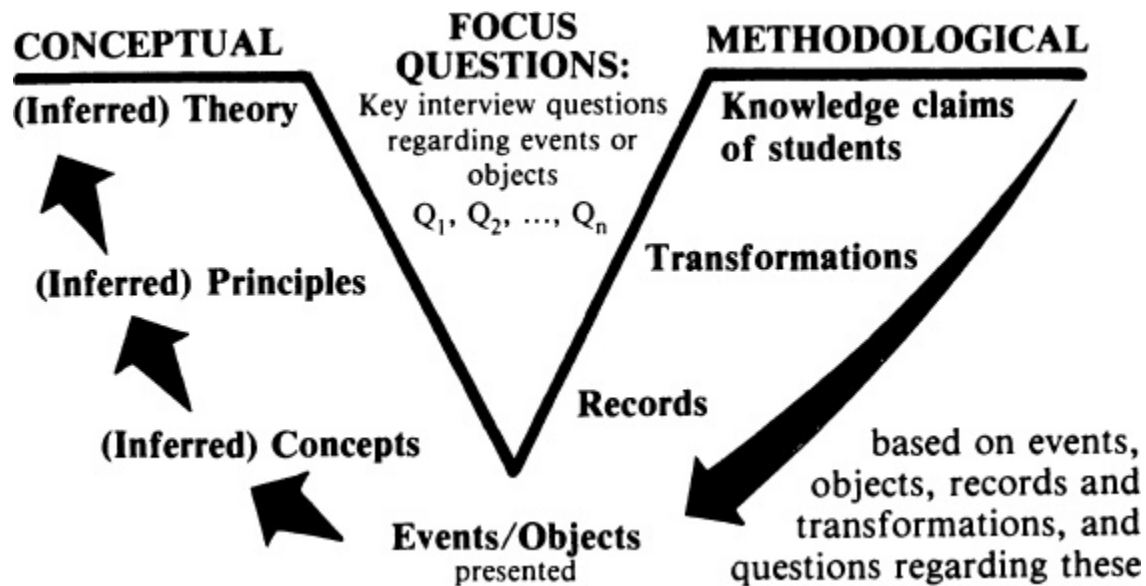 CONCEPTUAL
(Inferred) Theory
(Inferred) Principles
(Inferred) Concepts
FOCUS
QUESTIONS:
Key interview questions
regarding events or
objects
Q₁, Q₂, ..., Qₙ
Events/Objects
presented
METHODOLOGICAL
Knowledge claims
of students
Transformations
Records
based on events,
objects, records and
transformations, and
questions regarding these